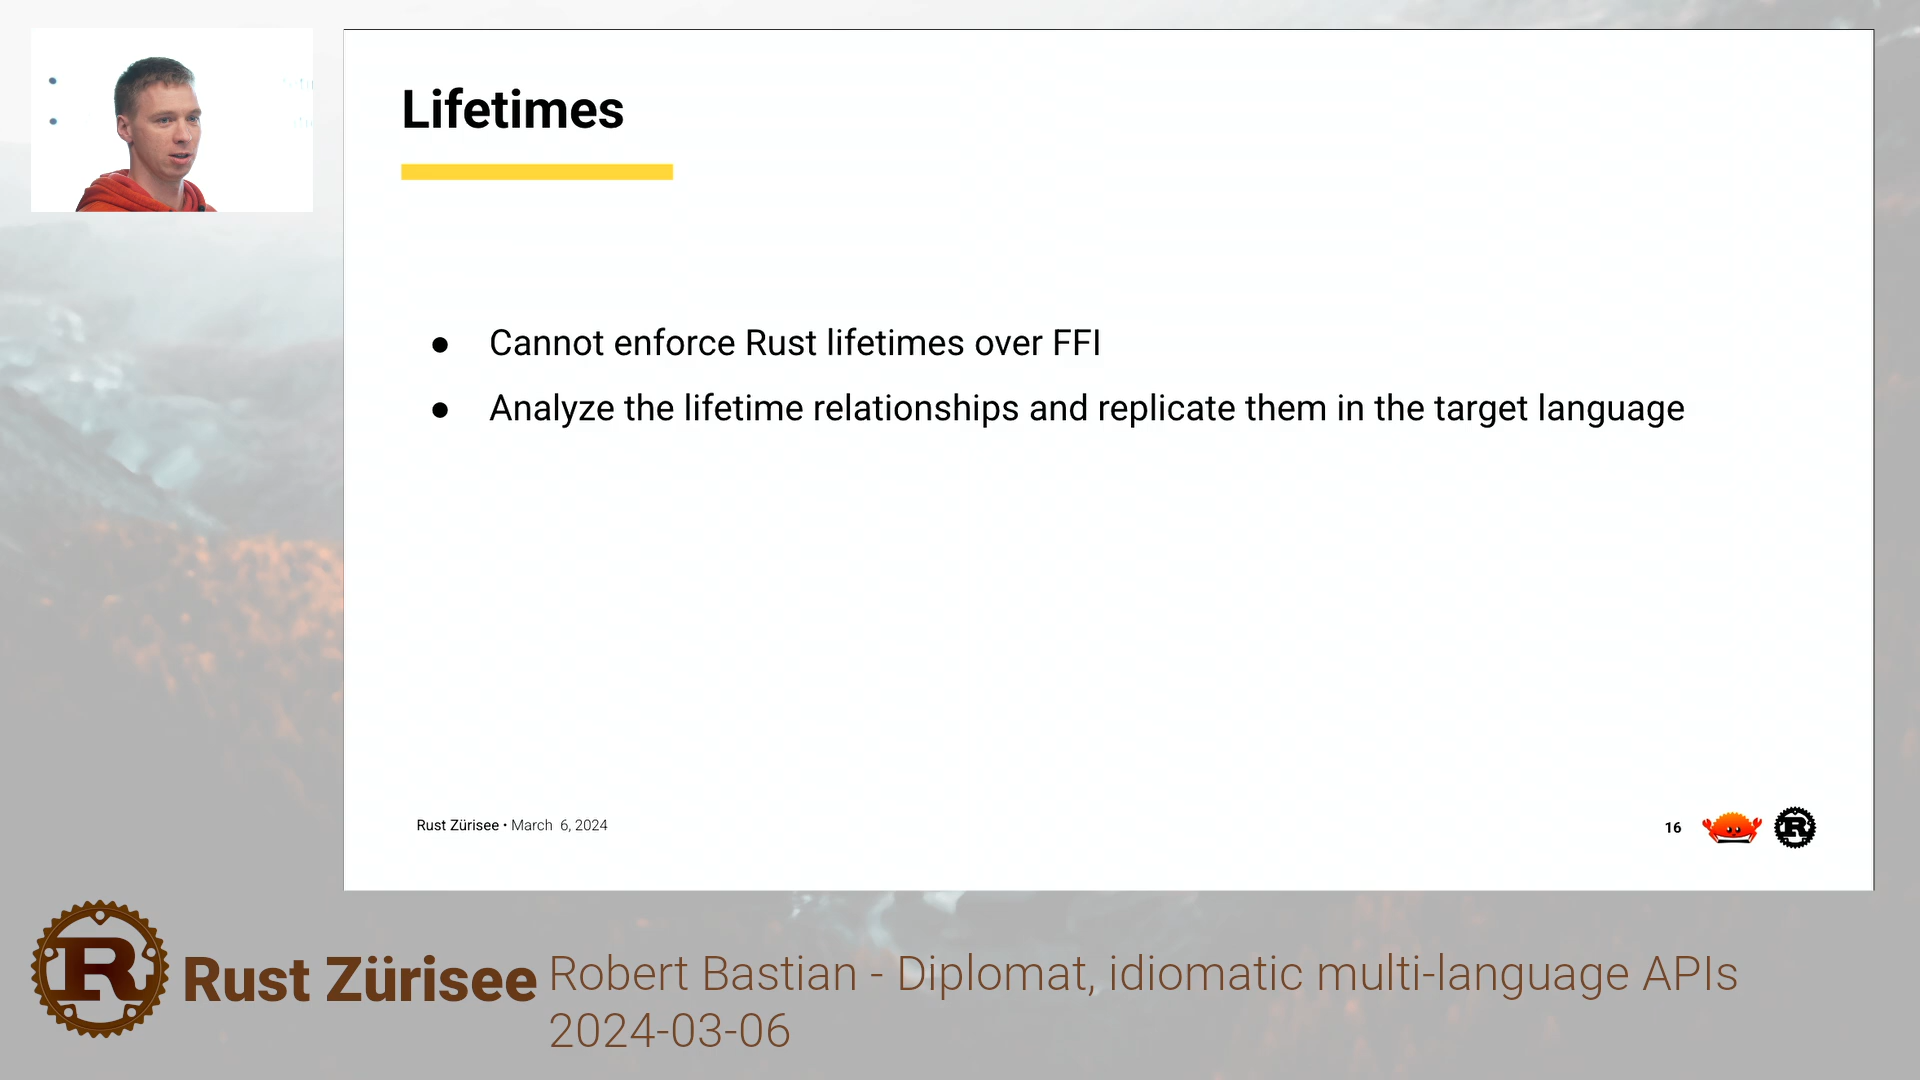 Lifetimes
● Cannot enforce Rust lifetimes over FFI
● Analyze the lifetime relationships and replicate them in the target language
Rust Zürisee • March 6, 2024
16
R
R
Rust Zürisee
Robert Bastian - Diplomat, idiomatic multi-language APIs
2024-03-06